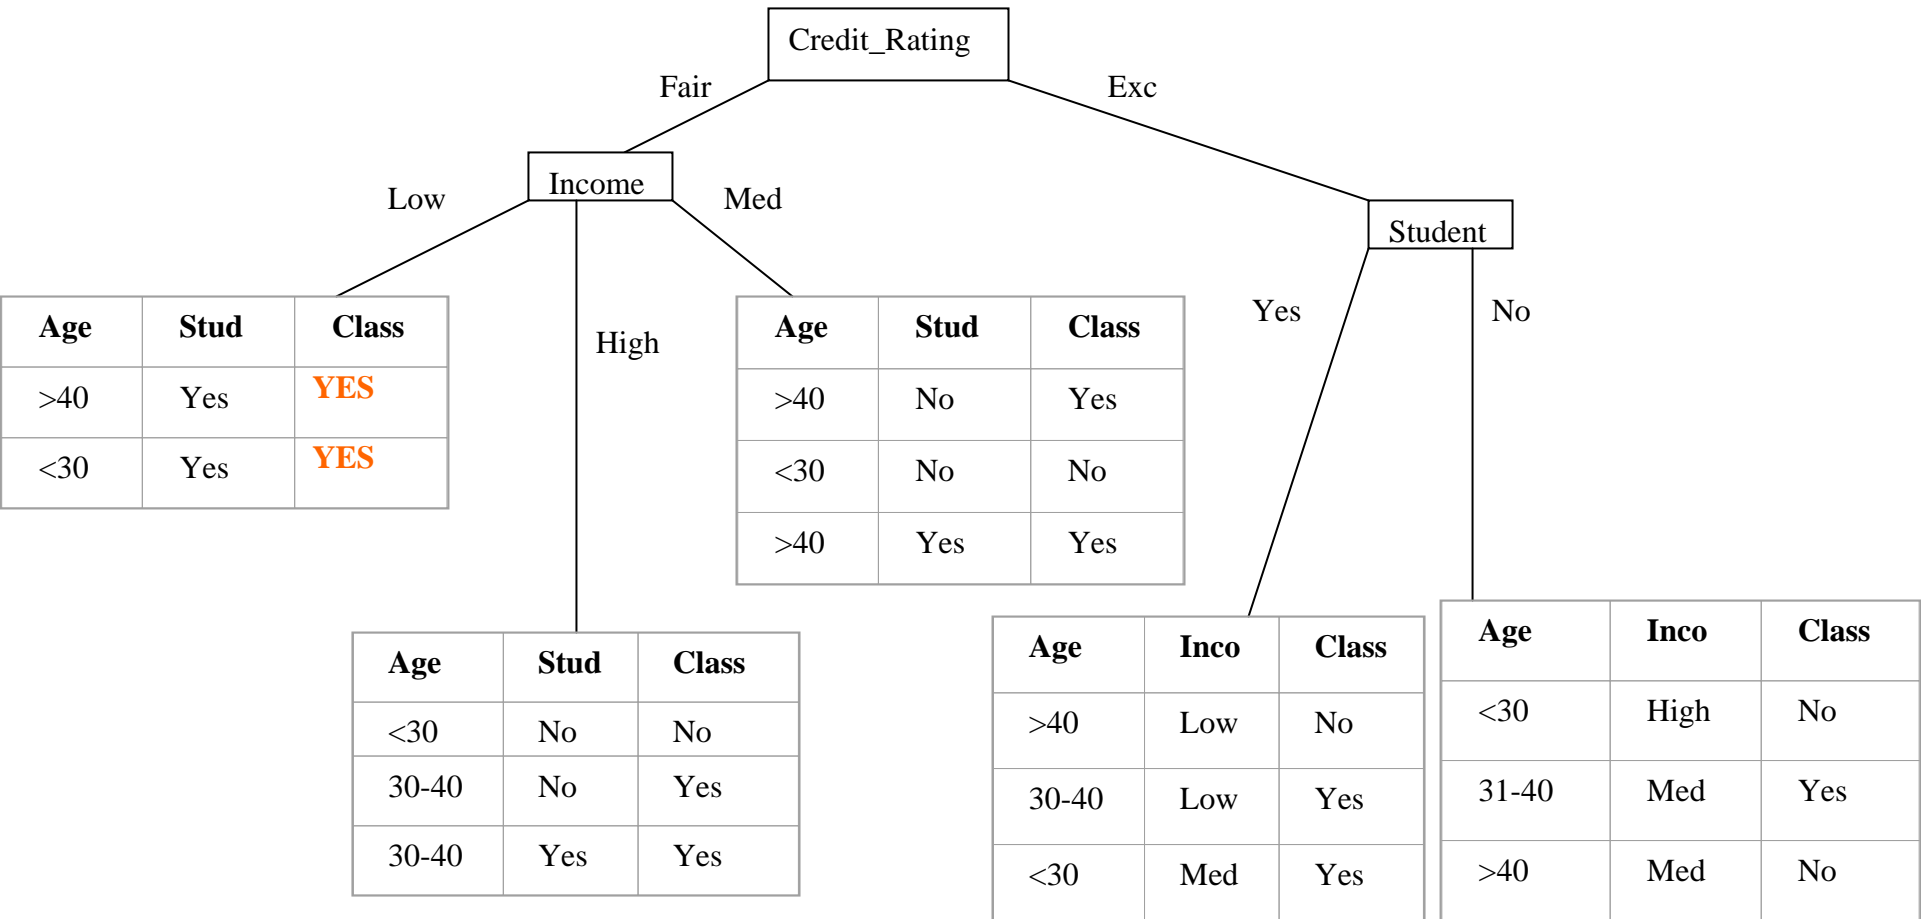 Credit_Rating
Fair
Exc
Income
Low
Med
Student
Age Stud Class
>40 Yes YES
<30 Yes YES
High
Age Stud Class
>40 No Yes
<30 No No
>40 Yes Yes
Yes
No
Age Stud Class
<30 No No
30-40 No Yes
30-40 Yes Yes
Age Inco Class
>40 Low No
30-40 Low Yes
<30 Med Yes
Age Inco Class
<30 High No
31-40 Med Yes
>40 Med No